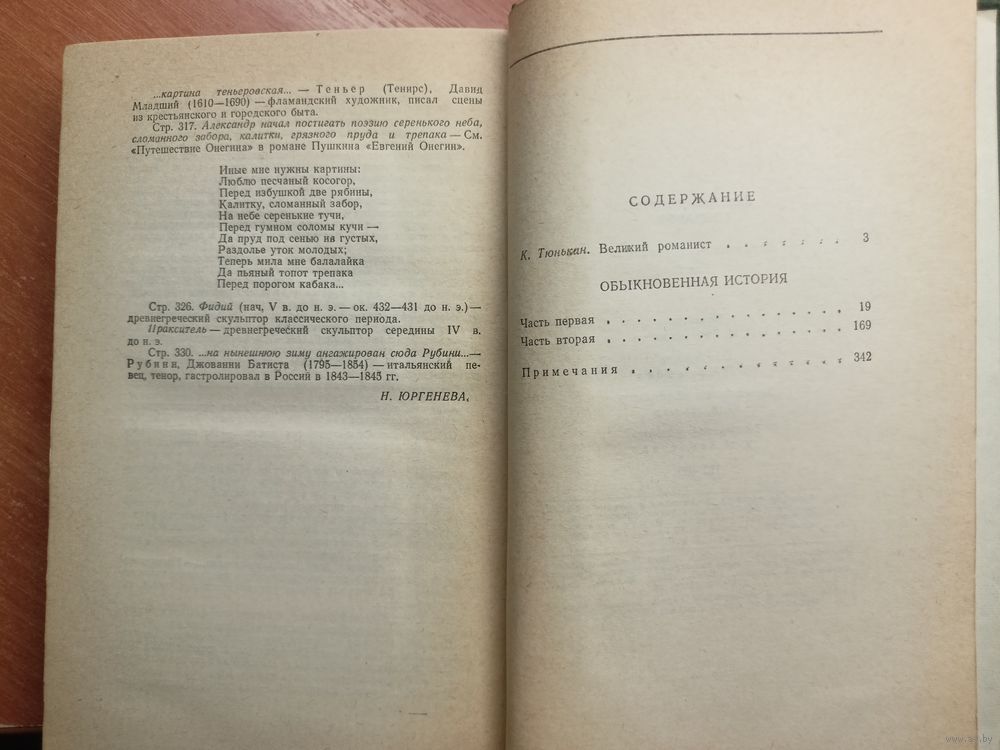 ...картина теньеровская... — Теньер (Тенирс), Давид
Младший (1610—1690) — фламандский художник, писал сцены
из крестьянского и городского быта.
Стр. 317. Александр начал постигать поэзию серенького неба,
сломанного забора, калитки, грязного пруда и трепака — См.
«Путешествие Онегина» в романе Пушкина «Евгений Онегин».
Иные мне нужны картины:
Люблю песчаный косогор,
Перед избушкой две рябины,
Калитку, сломанный забор,
На небе серенькие тучи,
Перед гумном соломы кучи —
Да пруд под сенью ив густых,
Раздолье уток молодых;
Теперь мила мне балалайка
Да пьяный топот трепака
Перед порогом кабака...
Стр. 326. Фидий (нач. V в. до н. э. — ок. 432—431 до н. э.) —
древнегреческий скульптор классического периода.
Пракситель — древнегреческий скульптор середины IV в.
до н. э.
Стр. 330. ...на нынешнюю зиму ангажирован сюда Рубини...—
Рубини, Джованни Батиста (1795—1854) — итальянский пе-
вец, тенор, гастролировал в России в 1843—1845 гг.
Н. ЮРГЕНЕВА.
СОДЕРЖАНИЕ
К. Тюнькин. Великий романист . . . . . . 3
ОБЫКНОВЕННАЯ ИСТОРИЯ
Часть первая . . . . . . . . . . . 19
Часть вторая . . . . . . . . . . 169
Примечания . . . . . . . . . . . 342
www.ay.by